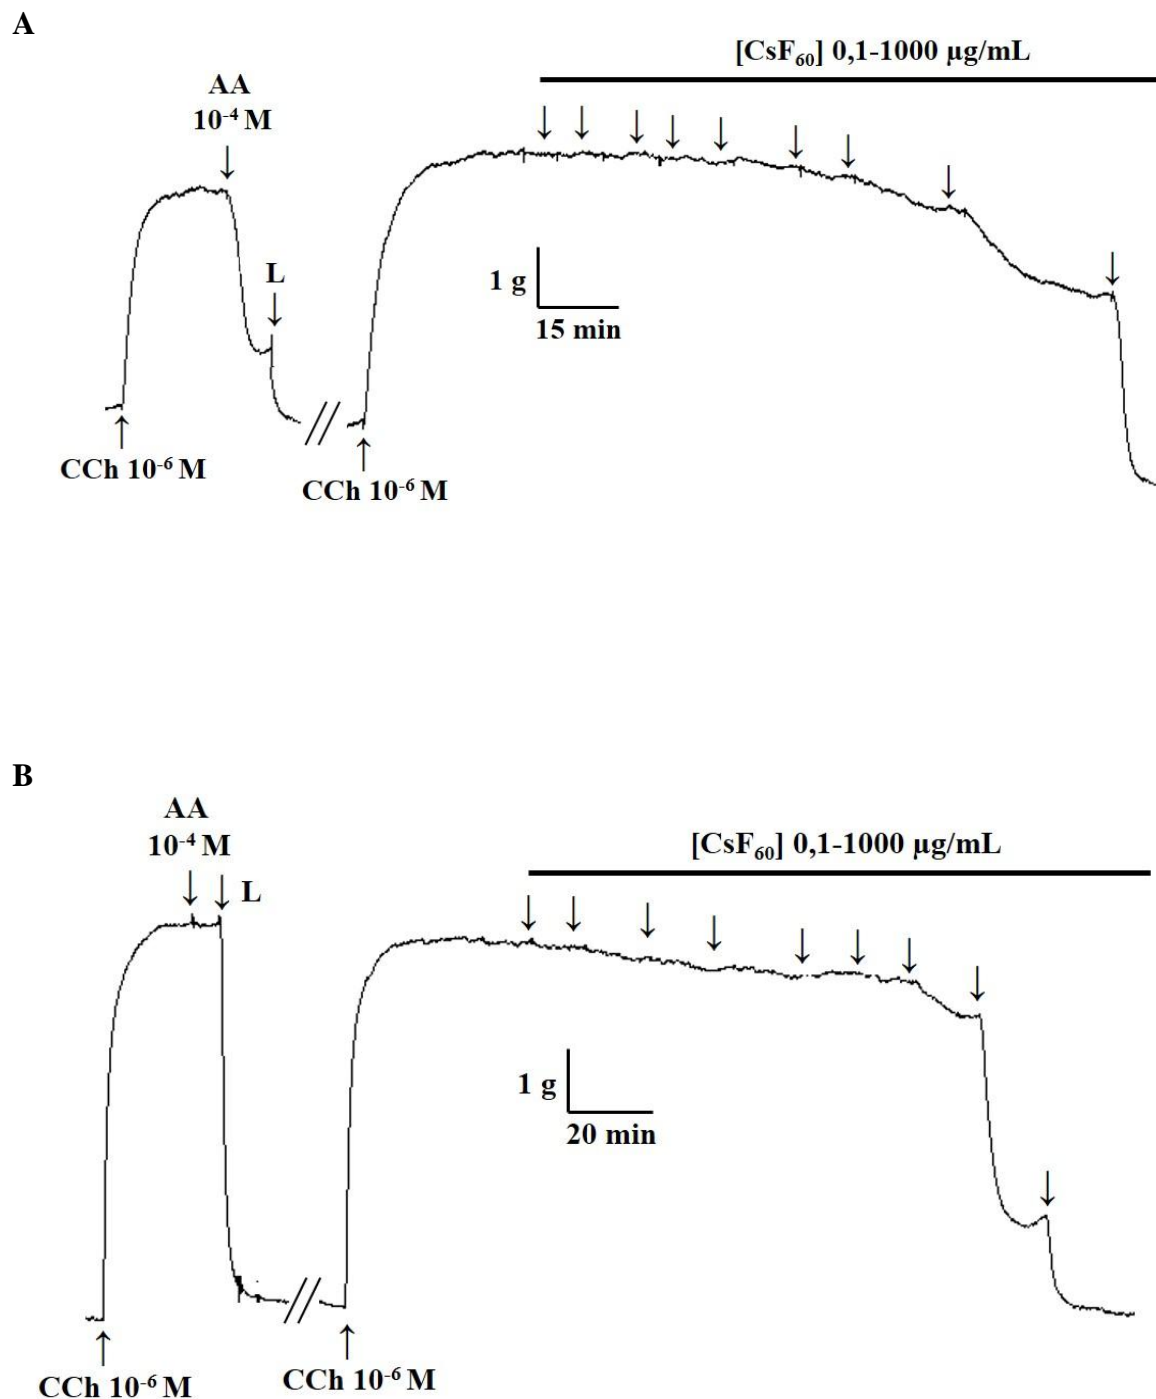 A
[CsF₆₀] 0,1-1000 µg/mL
AA
10⁻⁴ M
L
1 g
15 min
CCh 10⁻⁶ M
CCh 10⁻⁶ M
B
AA
10⁻⁴ M
[CsF₆₀] 0,1-1000 µg/mL
L
1 g
20 min
CCh 10⁻⁶ M
CCh 10⁻⁶ M